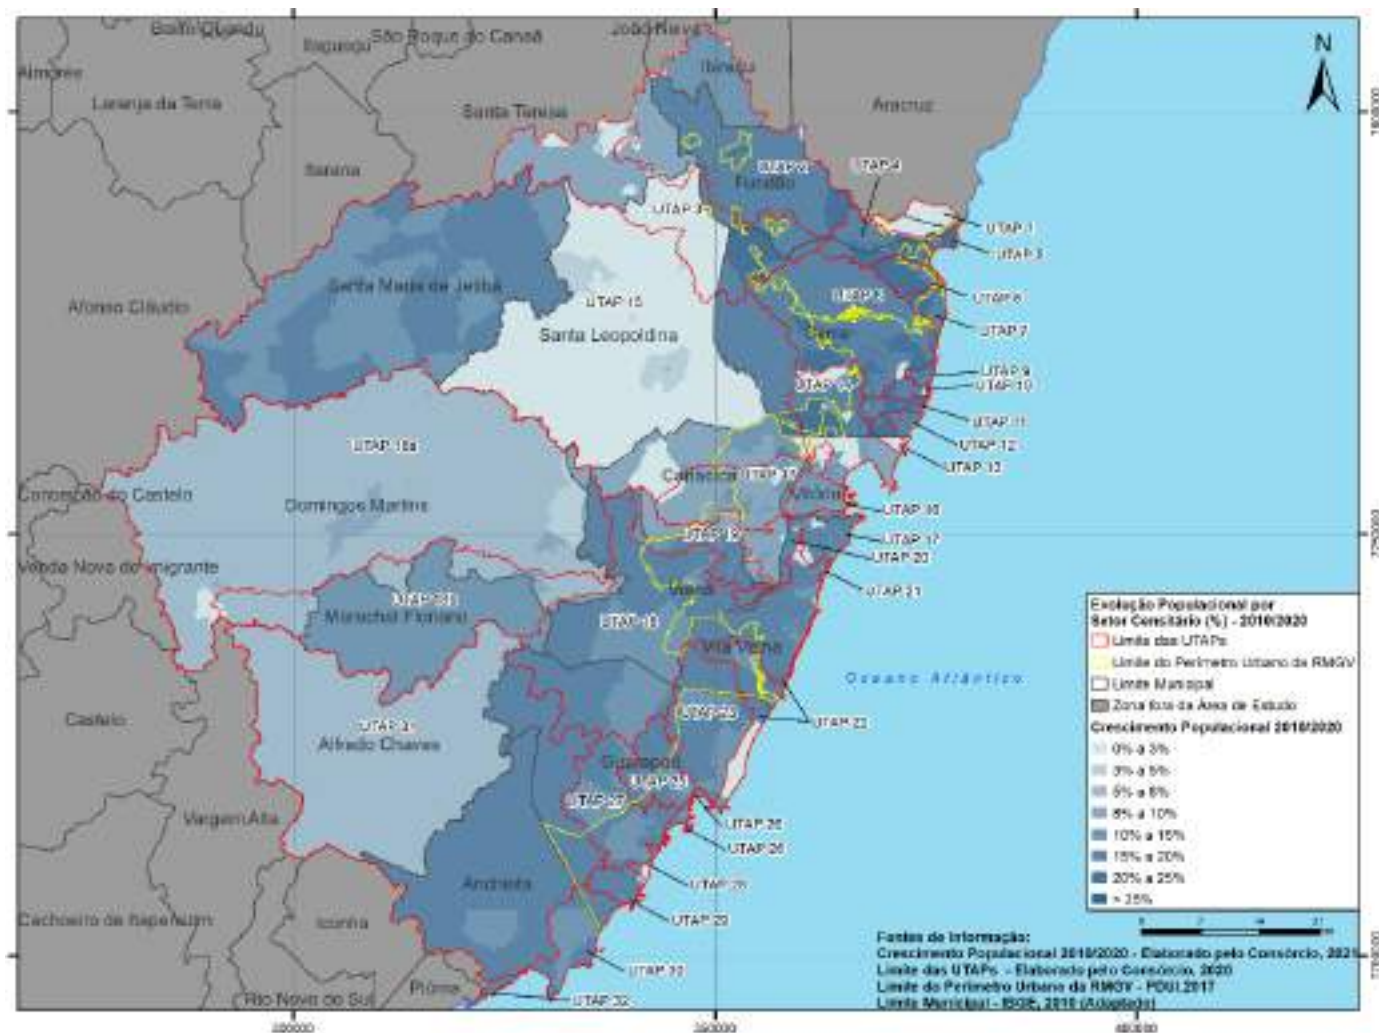 São Roque do Canaã
João Neiva
Itaguaçu
Ibiraçu
Laranja da Terra
Santa Teresa
Aracruz
N
Itarana
UTAP 4
Fundão
UTAP 1
UTAP 3
Santa Maria de Jetibá
UTAP 15
Afonso Cláudio
UTAP 6
UTAP 7
Serra
Santa Leopoldina
UTAP 9
UTAP 10
UTAP 11
UTAP 12
UTAP 13
UTAP 18a
Cariacica
Conceição do Castelo
Domingos Martins
Vitória
UTAP 16
UTAP 17
UTAP 20
UTAP 21
Venda Nova do Imigrante
Viana
Marechal Floriano
UTAP 18
Vila Velha
Oceano Atlântico
UTAP 23
UTAP 22
Castelo
Alfredo Chaves
Guarapari
UTAP 25
UTAP 27
Vargem Alta
UTAP 26
UTAP 28
Anchieta
UTAP 29
Cachoeiro de Itapemirim
Iconha
UTAP 30
Piúma
Rio Novo do Sul
UTAP 32
Evolução Populacional por
Setor Censitário (%) - 2010/2020
Limite das UTAPs
Limite do Perímetro Urbano da RMGV
Limite Municipal
Zona fora da Área de Estudo
Crescimento Populacional 2010/2020
0% a 3%
3% a 5%
5% a 8%
8% a 10%
10% a 15%
15% a 20%
20% a 25%
> 25%
Fontes de Informação:
Crescimento Populacional 2010/2020 - Elaborado pelo Consórcio, 2021
Limite das UTAPs - Elaborado pelo Consórcio, 2020
Limite do Perímetro Urbano da RMGV - PDUI,2017
Limite Municipal - IBGE, 2010 (Adaptado)